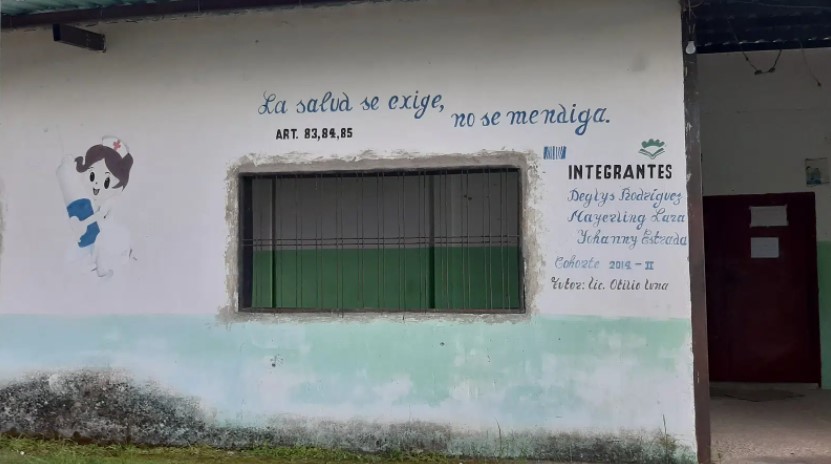 La salud se exige,
no se mendiga.
ART. 83,84,85
INTEGRANTES
Deglys Rodríguez
Mayerling Lara
Yohanny Estrada
Cohorte 2014 - II
Tutor: Lic. Otilio Luna